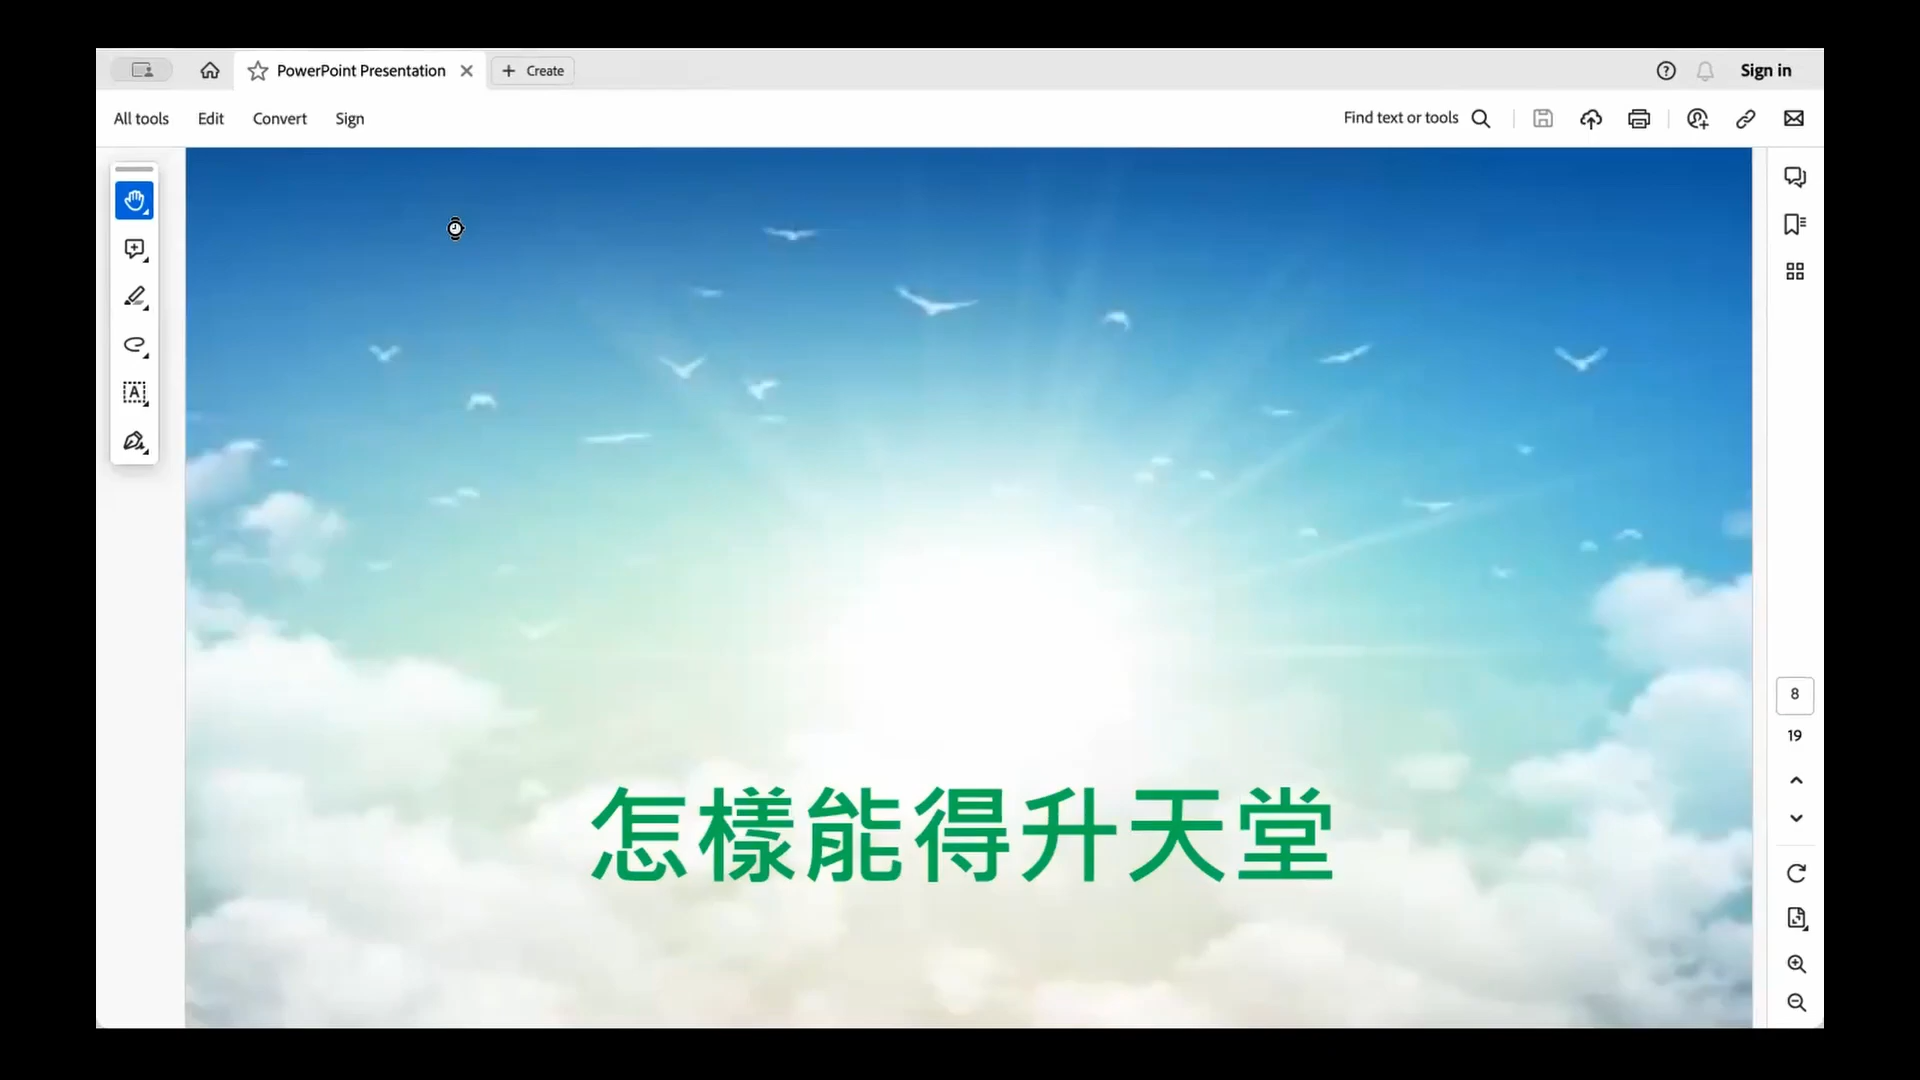 PowerPoint Presentation
Create
Sign in
All tools
Edit
Convert
Sign
Find text or tools
怎樣能得升天堂
8
19